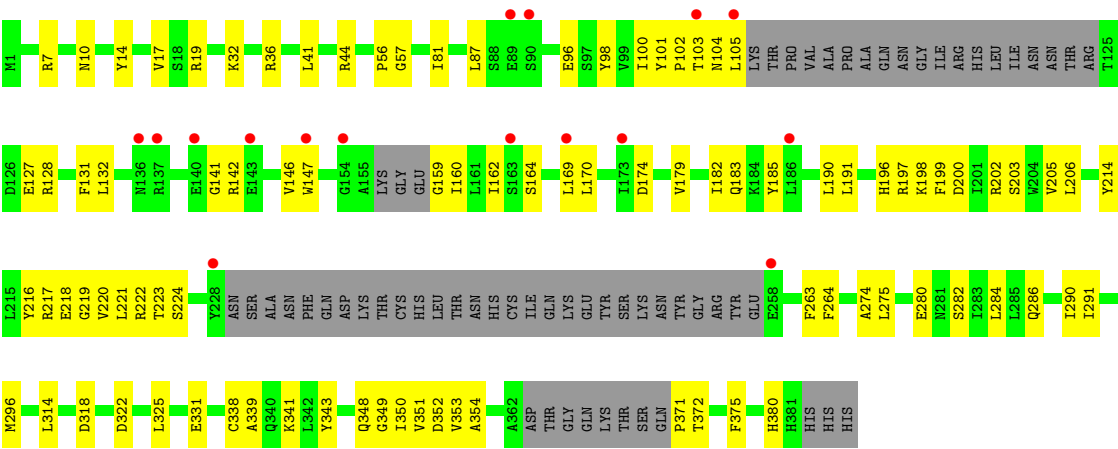 M1 R7 N10 Y14 V17 S18 R19 K32 R36 L41 R44 P56 G57 I81 L87 S88 E89 S90 E96 S97 Y98 V99 I100 Y101 P102 T103 N104 L105 LYS THR PRO VAL ALA PRO ALA GLN ASN GLY ILE ARG HIS LEU ILE ASN ASN THR ARG T125
D126 E127 R128 F131 L132 N136 R137 E140 G141 R142 E143 V146 W147 G154 A155 LYS GLY GLU G159 I160 L161 I162 S163 S164 L169 L170 I173 D174 V179 I182 Q183 K184 Y185 L186 L190 L191 H196 R197 K198 F199 D200 I201 R202 S203 W204 V205 L206 Y214
L215 Y216 R217 E218 G219 V220 L221 R222 T223 S224 Y228 ASN SER ALA ASN PHE GLN ASP LYS THR CYS HIS LEU THR ASN HIS CYS ILE GLN LYS GLU TYR SER LYS ASN TYR GLY ARG TYR GLU E258 F263 F264 A274 L275 E280 N281 S282 I283 L284 L285 Q286 I290 I291
M296 L314 D318 D322 L325 E331 C338 A339 Q340 K341 L342 Y343 Q348 G349 I350 V351 D352 V353 A354 A362 ASP THR GLY GLN LYS THR SER GLN P371 T372 F375 H380 H381 HIS HIS HIS